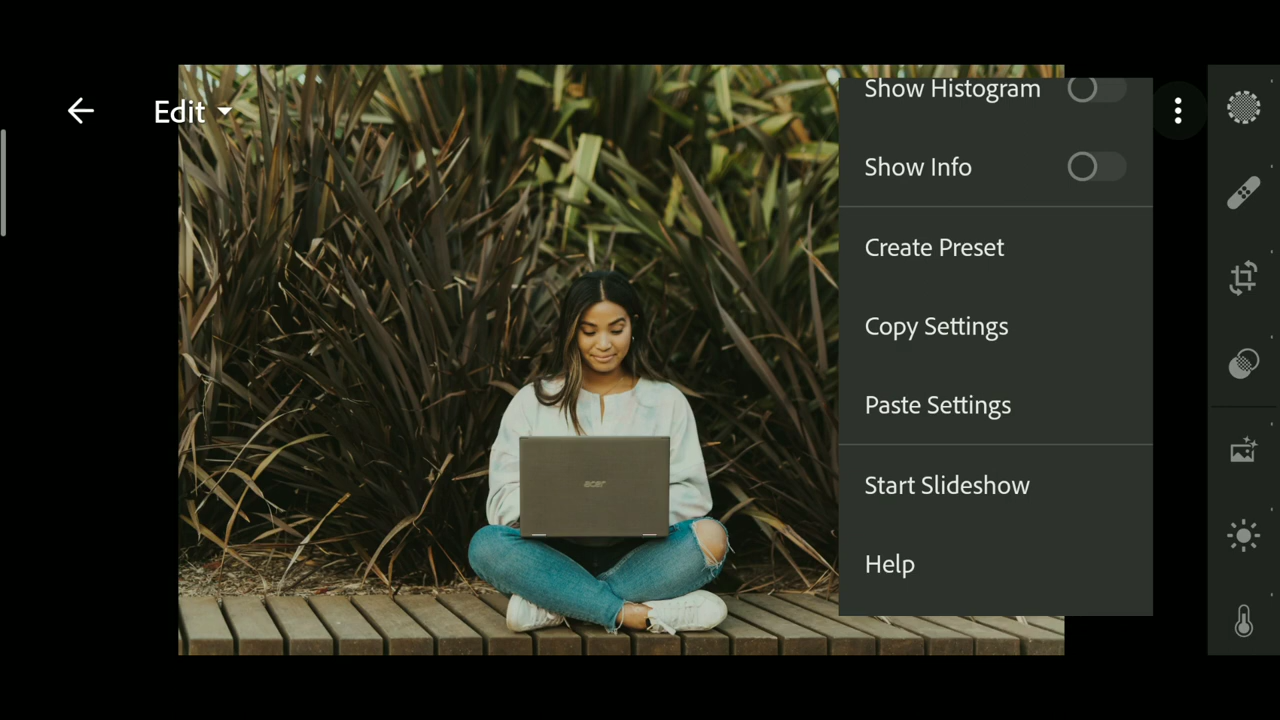 Edit
Show Histogram
Show Info
Create Preset
Copy Settings
Paste Settings
Start Slideshow
Help
acer